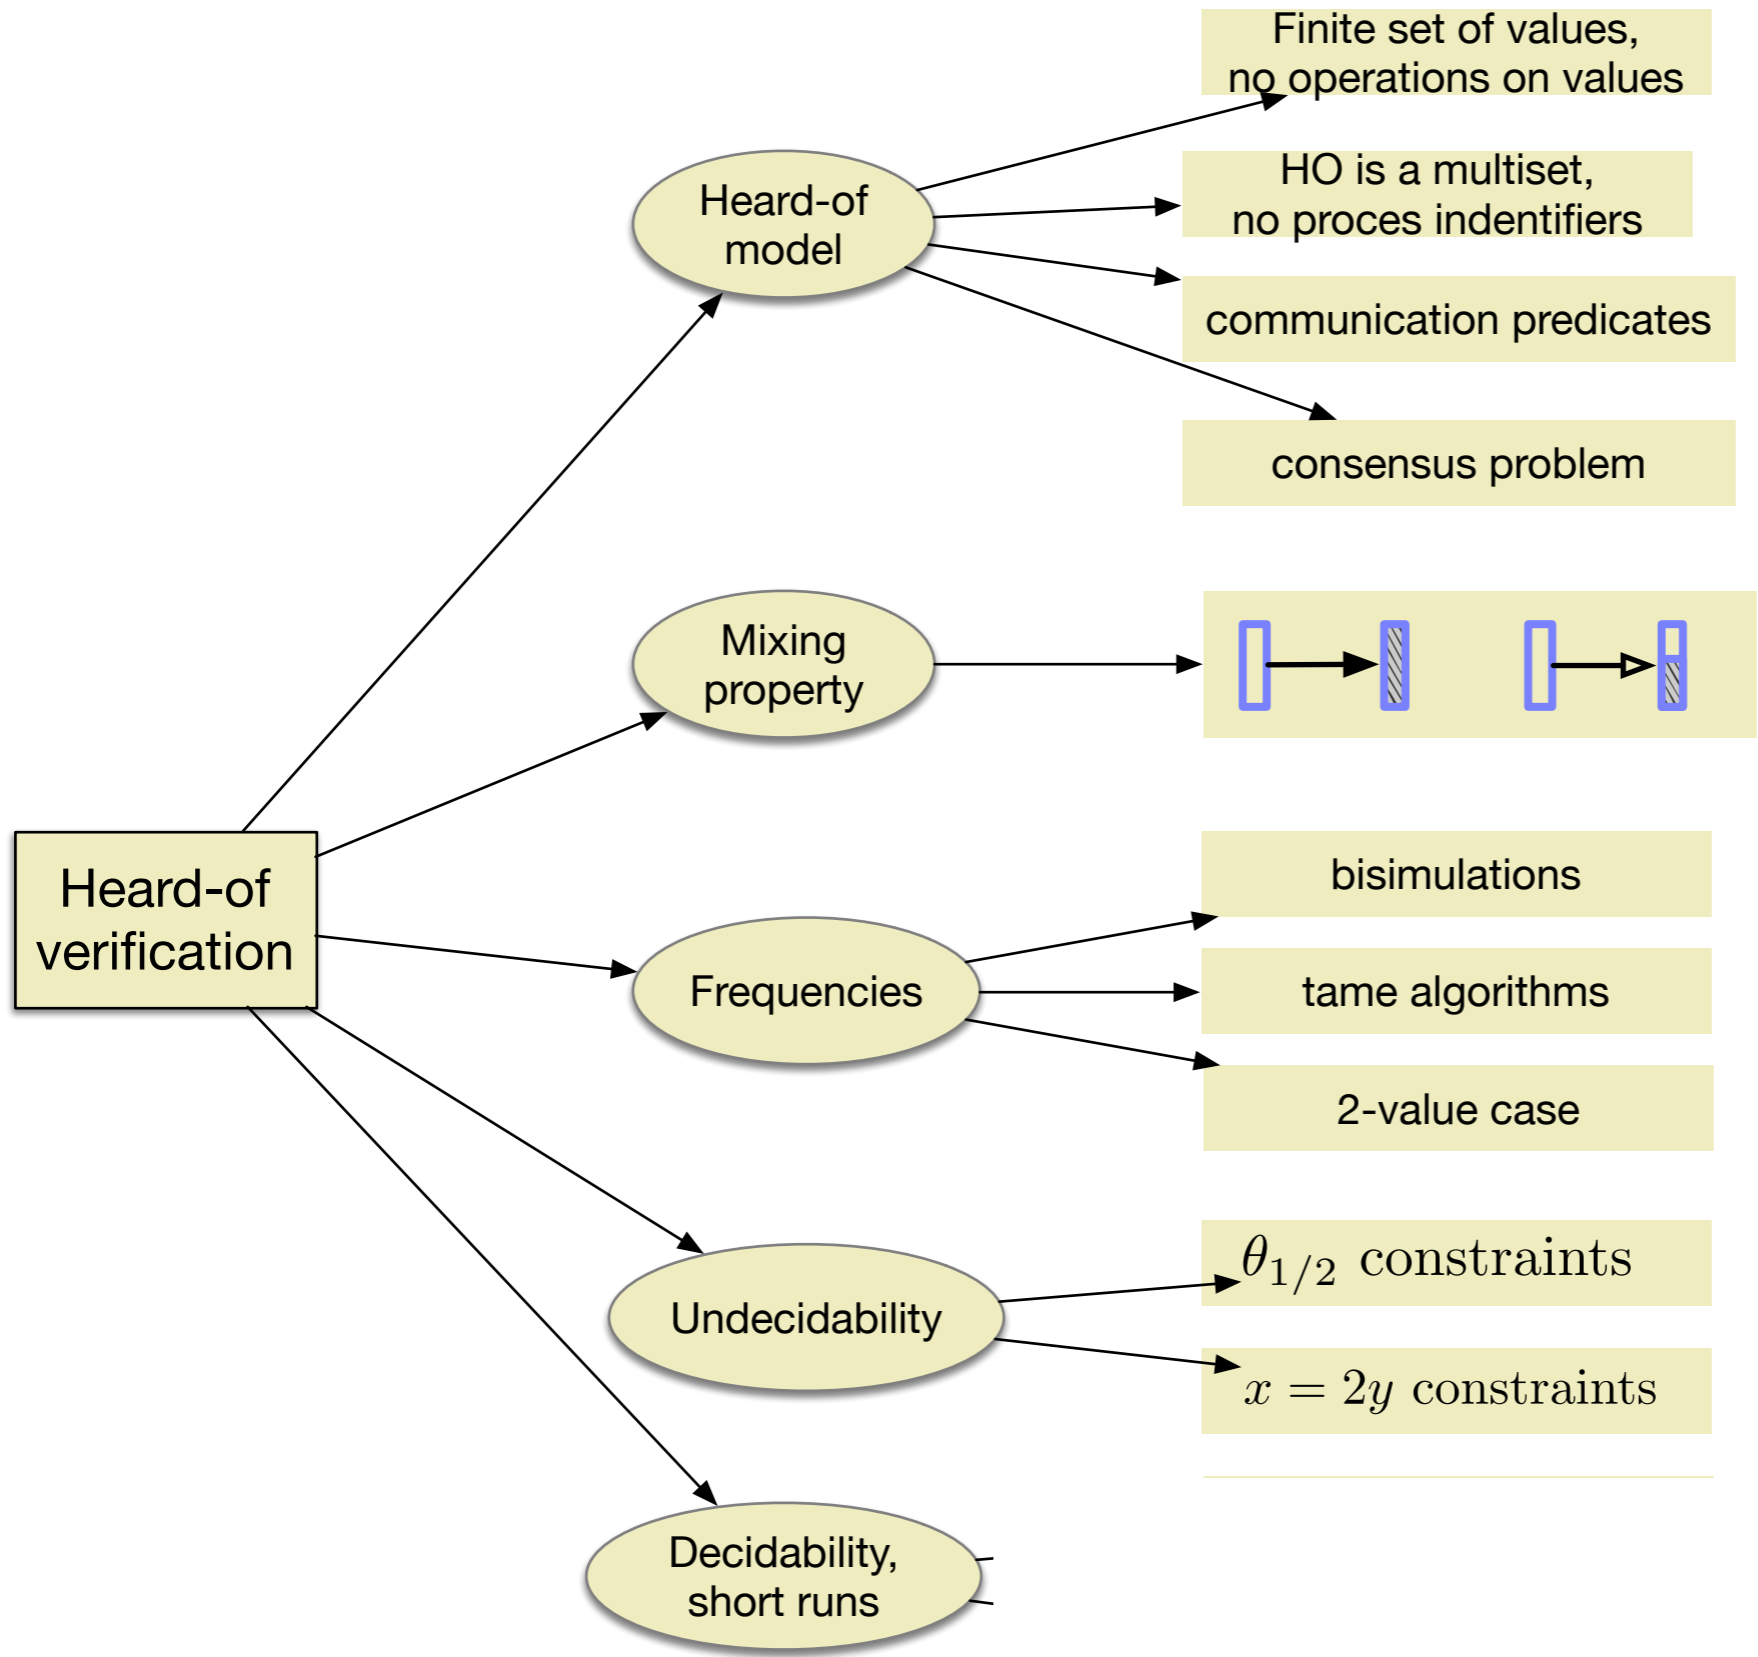 Finite set of values,
no operations on values
Heard-of
model
HO is a multiset,
no proces indentifiers
communication predicates
consensus problem
Mixing
property
Heard-of
verification
bisimulations
Frequencies
tame algorithms
2-value case
Undecidability
θ_{1/2} constraints
x = 2y constraints
Decidability,
short runs